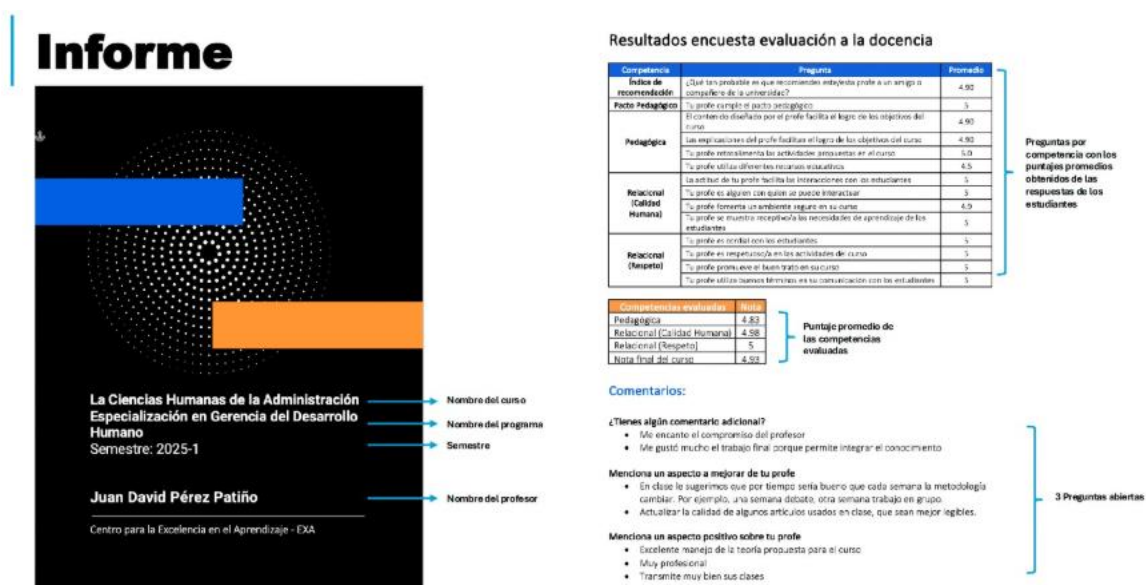 Informe
La Ciencias Humanas de la Administración
Especialización en Gerencia del Desarrollo
Humano
Semestre: 2025-1
Juan David Pérez Patiño
Centro para la Excelencia en el Aprendizaje - EXA
Nombre del curso
Nombre del programa
Semestre
Nombre del profesor
Resultados encuesta evaluación a la docencia
Competencia Pregunta Promedio
Índice de recomendación ¿Qué tan probable es que recomiendes este/esta profe a un amigo o
compañero de la universidad? 4.90
Pacto Pedagógico Tu profe cumple el pacto pedagógico 5
Pedagógica
El contenido diseñado por el profe facilita el logro de los objetivos del
curso 4.90
Las explicaciones del profe facilitan el logro de los objetivos del curso 4.90
Tu profe retroalimenta las actividades propuestas en el curso 5.0
Tu profe utiliza diferentes recursos educativos 4.5
Relacional
(Calidad
Humana)
La actitud de tu profe facilita las interacciones con los estudiantes 5
Tu profe es alguien con quien se puede interactuar 5
Tu profe fomenta un ambiente seguro en su curso 4.9
Tu profe se muestra receptivo/a las necesidades de aprendizaje de los
estudiantes 5
Relacional
(Respeto)
Tu profe es cordial con los estudiantes 5
Tu profe es respetuoso/a en las actividades del curso 5
Tu profe promueve el buen trato en su curso 5
Tu profe utiliza buenos términos en su comunicación con los estudiantes 5
Preguntas por
competencia con los
puntajes promedios
obtenidos de las
respuestas de los
estudiantes
Competencias evaluadas Nota
Pedagógica 4.83
Relacional (Calidad Humana) 4.98
Relacional (Respeto) 5
Nota final del curso 4.93
Puntaje promedio de
las competencias
evaluadas
Comentarios:
¿Tienes algún comentario adicional?
• Me encanto el compromiso del profesor
• Me gustó mucho el trabajo final porque permite integrar el conocimiento
Menciona un aspecto a mejorar de tu profe
• En clase le sugerimos que por tiempo sería bueno que cada semana la metodología
cambiar. Por ejemplo, una semana debate, otra semana trabajo en grupo.
• Actualizar la calidad de algunos artículos usados en clase, que sean mejor legibles.
Menciona un aspecto positivo sobre tu profe
• Excelente manejo de la teoría propuesta para el curso
• Muy profesional
• Transmite muy bien sus clases
3 Preguntas abiertas